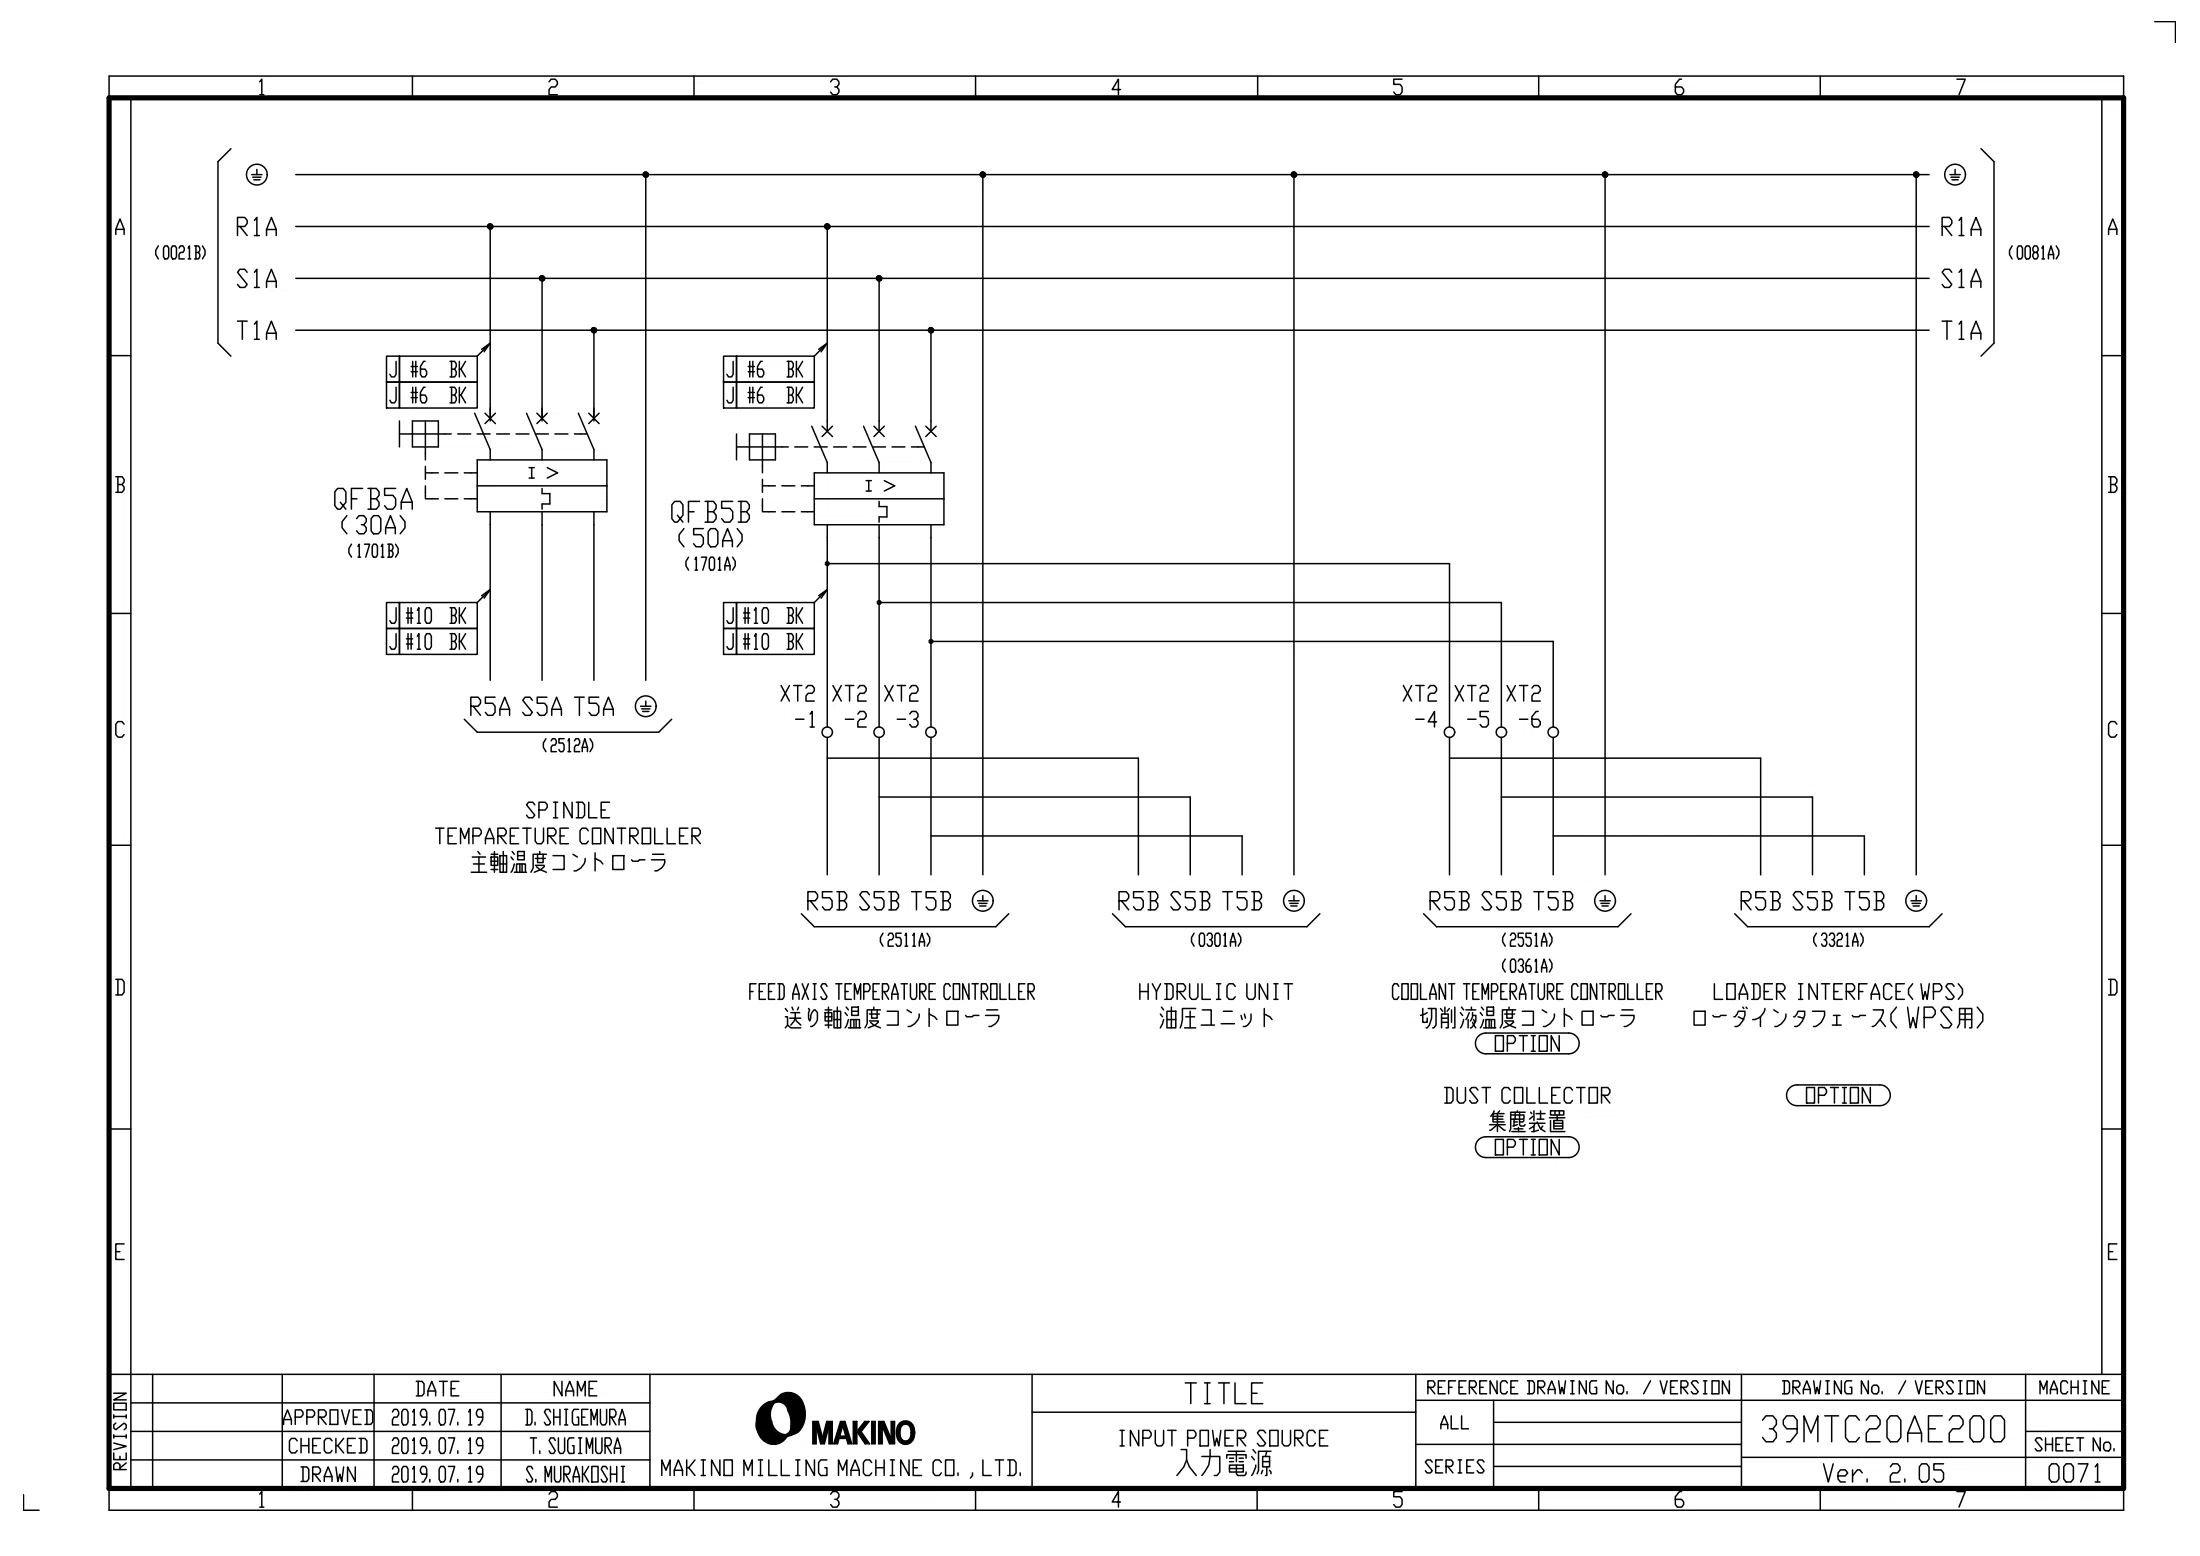 1 2 3 4 5 6 7
A A
B B
C C
D D
E E
R1A R1A
(0021B) (0081A)
S1A S1A
T1A T1A
J #6 BK
J #6 BK
J #6 BK
J #6 BK
I >
QFB5A
(30A)
(1701B)
I >
QFB5B
(50A)
(1701A)
J #10 BK
J #10 BK
J #10 BK
J #10 BK
R5A S5A T5A
(2512A)
SPINDLE
TEMPARETURE CONTROLLER
主軸温度コントローラ
XT2 XT2 XT2
-1 -2 -3
XT2 XT2 XT2
-4 -5 -6
R5B S5B T5B
(2511A)
FEED AXIS TEMPERATURE CONTROLLER
送り軸温度コントローラ
R5B S5B T5B
(0301A)
HYDRULIC UNIT
油圧ユニット
R5B S5B T5B
(2551A)
(0361A)
COOLANT TEMPERATURE CONTROLLER
切削液温度コントローラ
OPTION
DUST COLLECTOR
集塵装置
OPTION
R5B S5B T5B
(3321A)
LOADER INTERFACE(WPS)
ローダインタフェース(WPS用)
OPTION
REVISION
DATE NAME
APPROVED 2019.07.19 D. SHIGEMURA
CHECKED 2019.07.19 T. SUGIMURA
DRAWN 2019.07.19 S. MURAKOSHI
MAKINO
MAKINO MILLING MACHINE CO.,LTD.
TITLE
INPUT POWER SOURCE
入力電源
REFERENCE DRAWING No. / VERSION
ALL
SERIES
DRAWING No. / VERSION
39MTC20AE200
Ver. 2.05
MACHINE
SHEET No.
0071
1 2 3 4 5 6 7